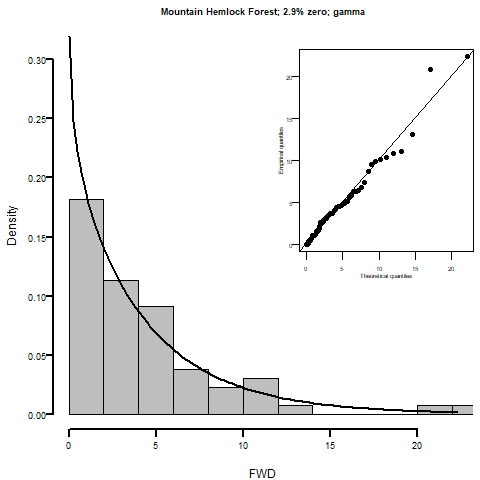 Mountain Hemlock Forest; 2.9% zero; gamma
Density
0.30
0.25
0.20
0.15
0.10
0.05
0.00
0 5 10 15 20
FWD
Empirical quantiles
20
15
10
5
0
0 5 10 15 20
Theoretical quantiles